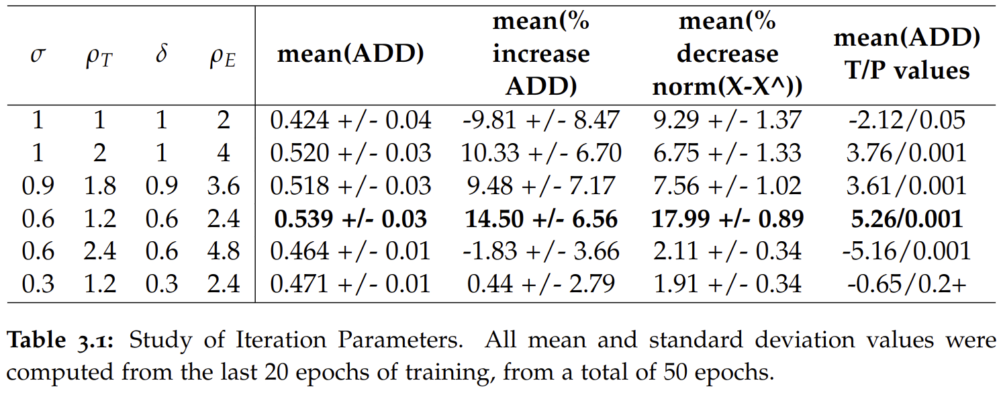 σ ρT δ ρE mean(ADD) mean(% increase ADD) mean(% decrease norm(X-X^)) mean(ADD) T/P values
1 1 1 2 0.424 +/- 0.04 -9.81 +/- 8.47 9.29 +/- 1.37 -2.12/0.05
1 2 1 4 0.520 +/- 0.03 10.33 +/- 6.70 6.75 +/- 1.33 3.76/0.001
0.9 1.8 0.9 3.6 0.518 +/- 0.03 9.48 +/- 7.17 7.56 +/- 1.02 3.61/0.001
0.6 1.2 0.6 2.4 0.539 +/- 0.03 14.50 +/- 6.56 17.99 +/- 0.89 5.26/0.001
0.6 2.4 0.6 4.8 0.464 +/- 0.01 -1.83 +/- 3.66 2.11 +/- 0.34 -5.16/0.001
0.3 1.2 0.3 2.4 0.471 +/- 0.01 0.44 +/- 2.79 1.91 +/- 0.34 -0.65/0.2+
Table 3.1: Study of Iteration Parameters. All mean and standard deviation values were
computed from the last 20 epochs of training, from a total of 50 epochs.